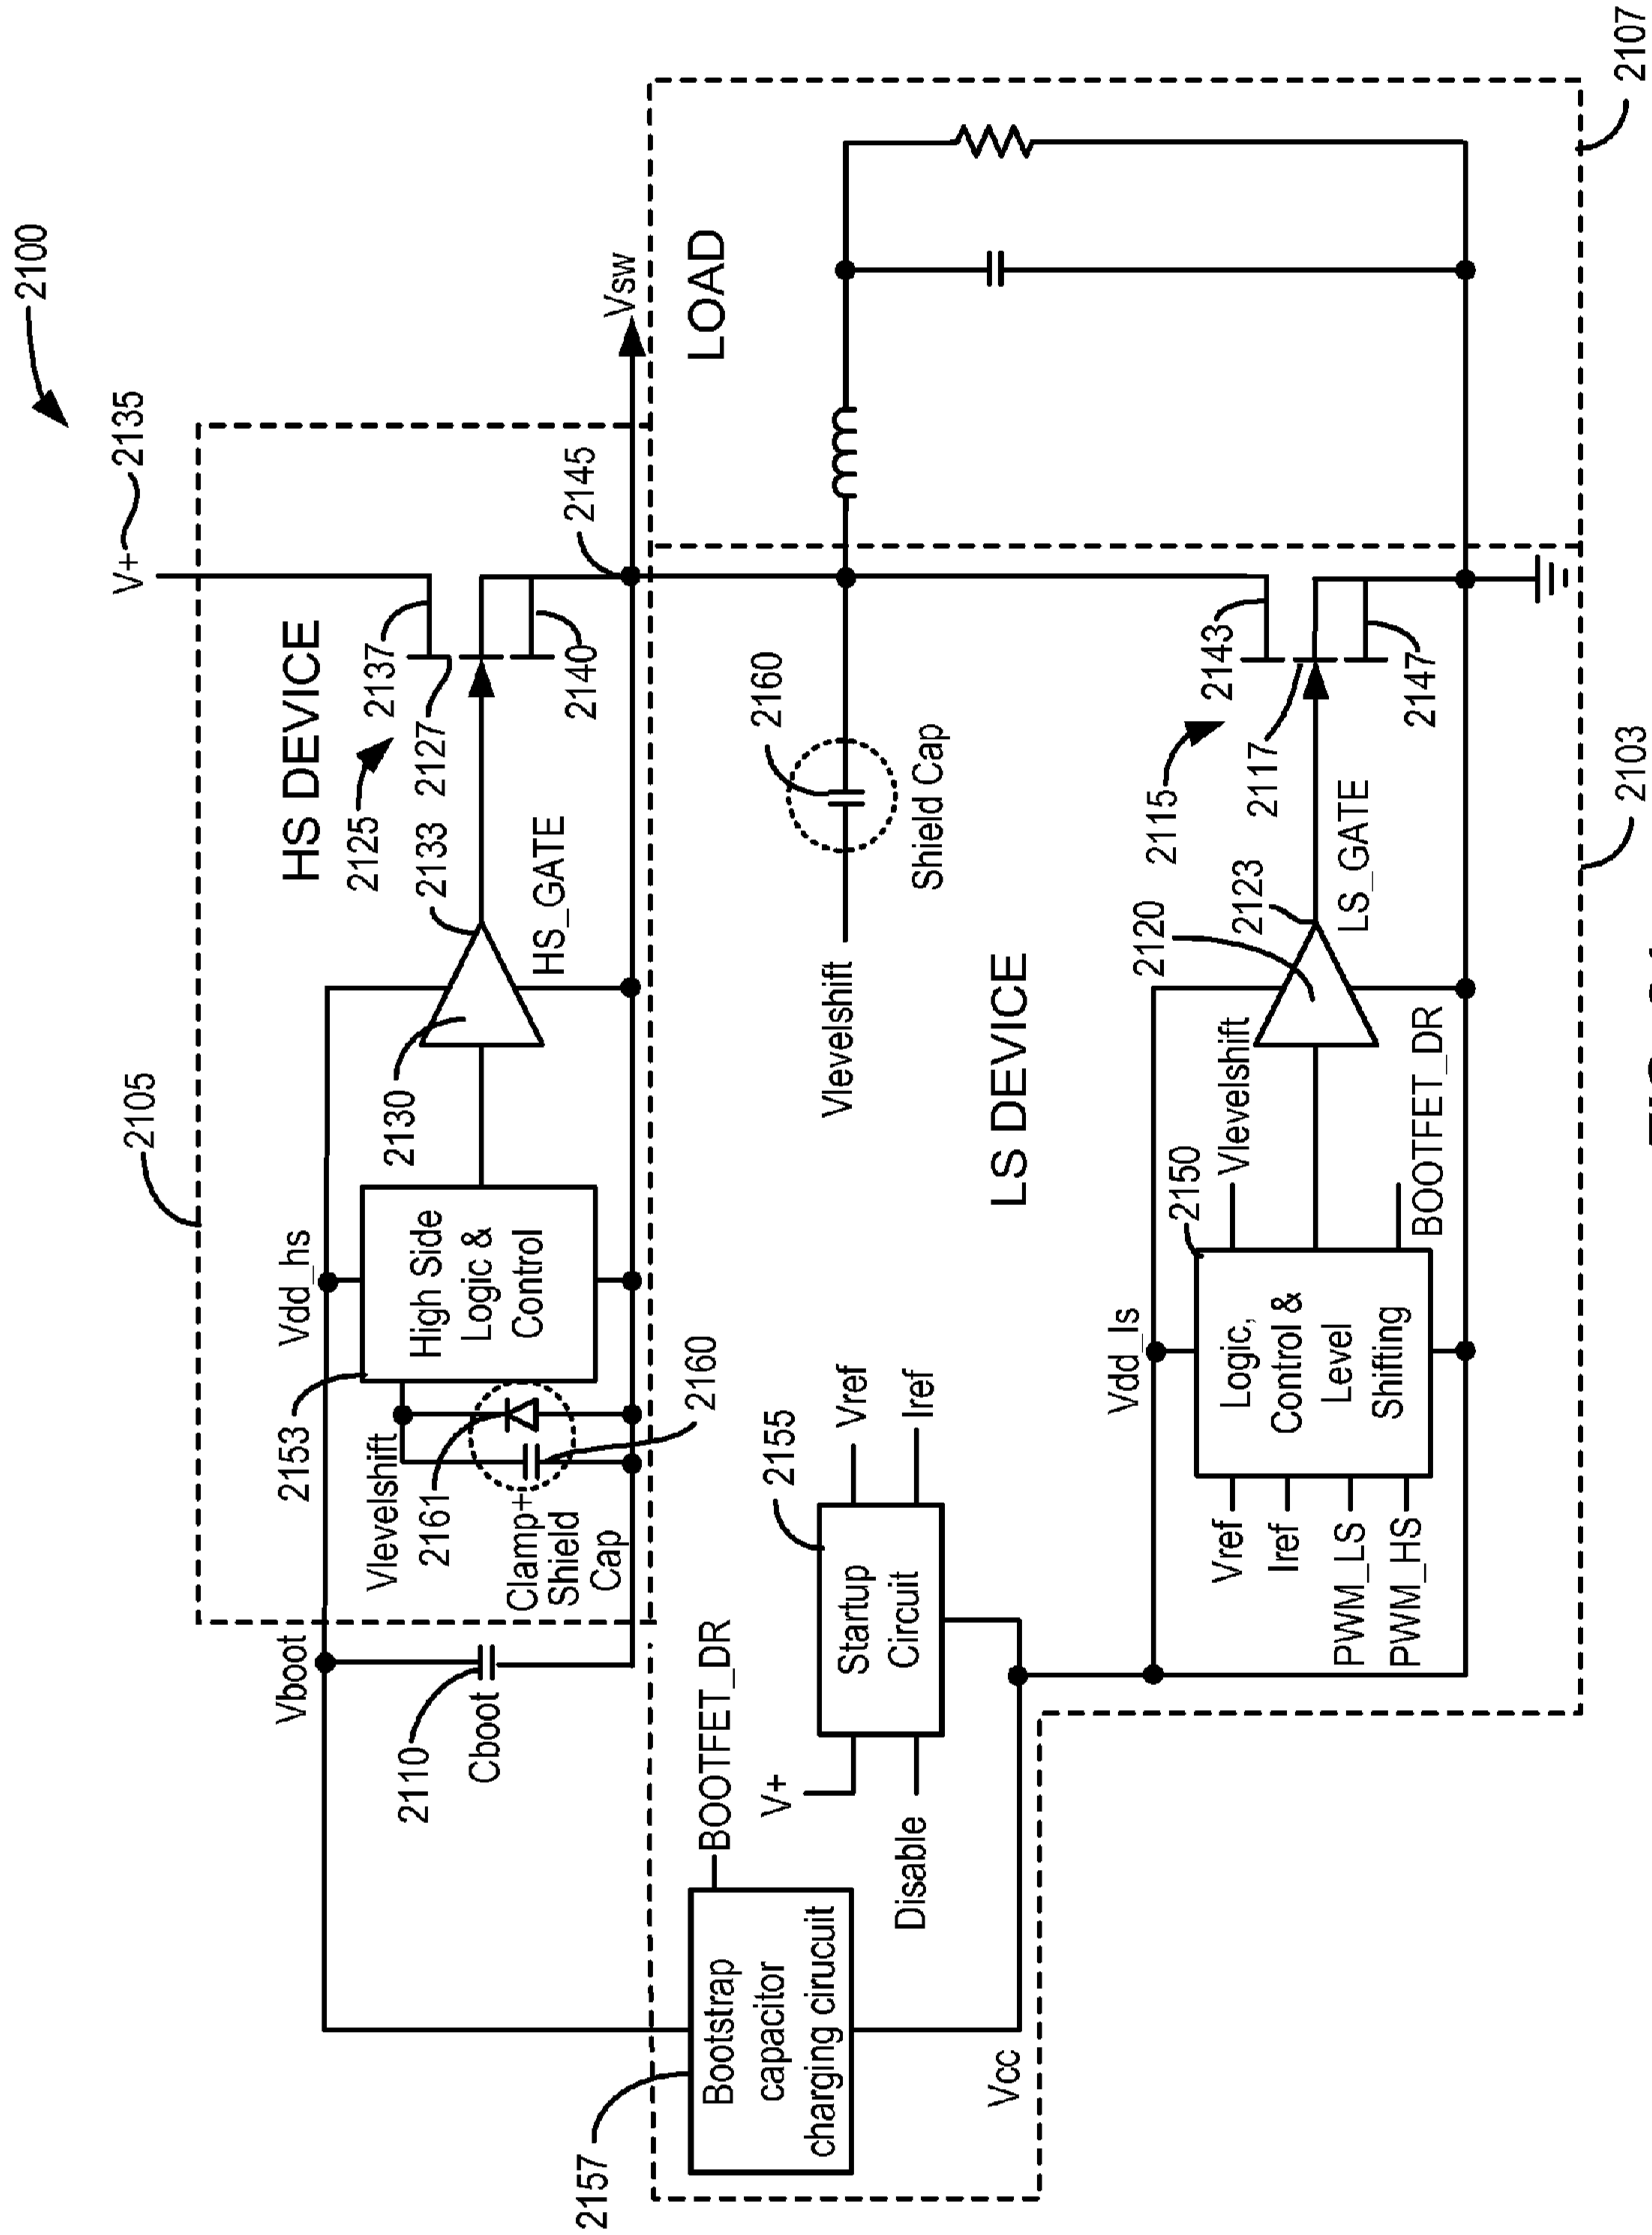 2100
V+
2135
2105
HS DEVICE
2137
2125
2127
2133
2140
2145
Vsw
HS_GATE
2130
Vdd_hs
High Side
Logic &
Control
2153
Vlevelshift
2161
Clamp+
Shield
Cap
2160
Vboot
2110
Cboot
LOAD
2160
Shield Cap
Vlevelshift
LS DEVICE
BOOTFET_DR
2157
Bootstrap
capacitor
charging cirucuit
Vcc
V+
Disable
Startup
Circuit
2155
Vref
Iref
2143
2115
2117
2147
2123
2120
LS_GATE
Vlevelshift
BOOTFET_DR
2150
Vdd_ls
Logic,
Control &
Level
Shifting
Vref
Iref
PWM_LS
PWM_HS
2103
2107